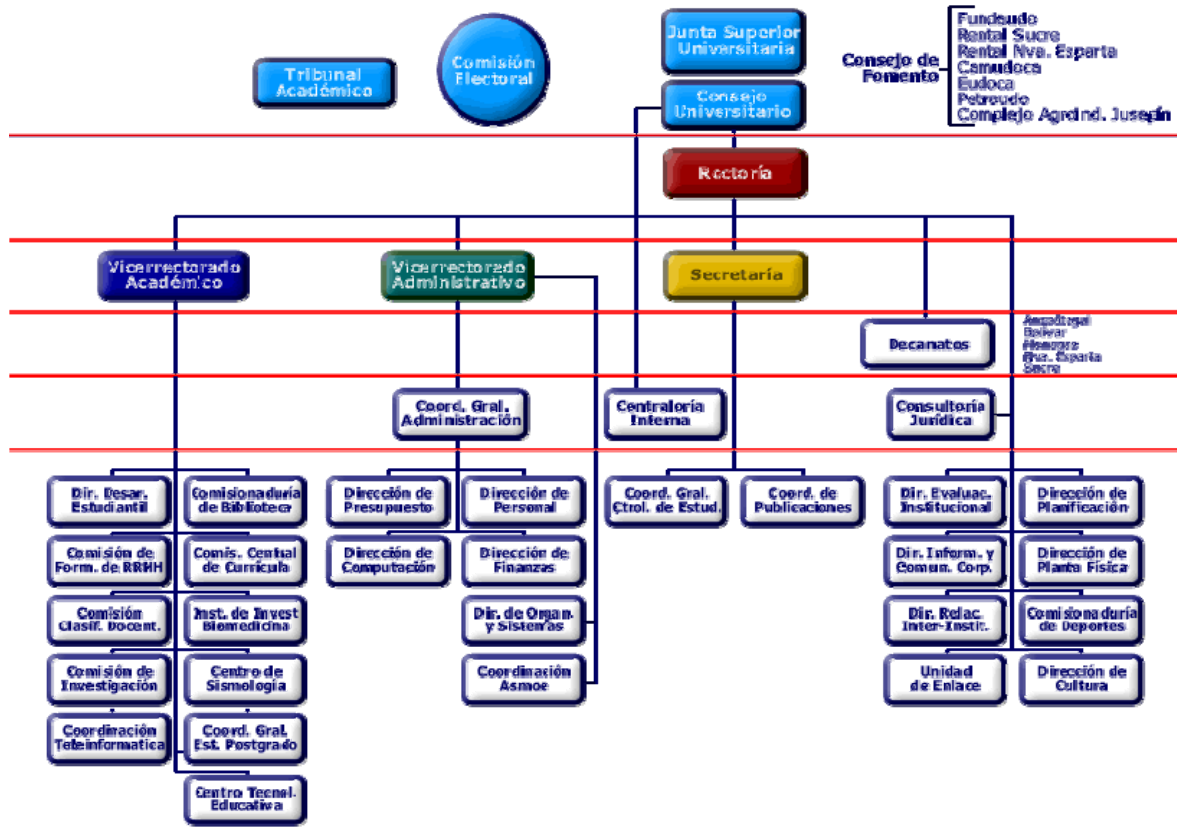 Tribunal
Académico
Comisión
Electoral
Junta Superior
Universitaria
Consejo
Universitario
Consejo de
Fomento
Fundeudo
Rental Sucre
Rental Nva. Esparta
Camudoca
Eudoca
Petroudo
Complejo Agroind. Jusepín
Rectoría
Vicerrectorado
Académico
Vicerrectorado
Administrativo
Secretaría
Decanatos
Anzoátegui
Bolívar
Monagas
Nva. Esparta
Sucre
Coord. Gral.
Administración
Contraloría
Interna
Consultoría
Jurídica
Dir. Desar.
Estudiantil
Comisionaduría
de Biblioteca
Dirección de
Presupuesto
Dirección de
Personal
Coord. Gral.
Ctrol. de Estud.
Coord. de
Publicaciones
Dir. Evaluac.
Institucional
Dirección de
Planificación
Comisión de
Form. de RRHH
Comis. Central
de Currícula
Dirección de
Computación
Dirección de
Finanzas
Dir. Inform. y
Comun. Corp.
Dirección de
Planta Física
Comisión
Clasif. Docent.
Inst. de Invest
Biomedicina
Dir. de Organ.
y Sistemas
Dir. Relac.
Inter-Instit.
Comisionaduría
de Deportes
Comisión de
Investigación
Centro de
Sismología
Coordinación
Asmoe
Unidad
de Enlace
Dirección de
Cultura
Coordinación
Teleinformatica
Coord. Gral.
Est. Postgrado
Centro Tecnol.
Educativa